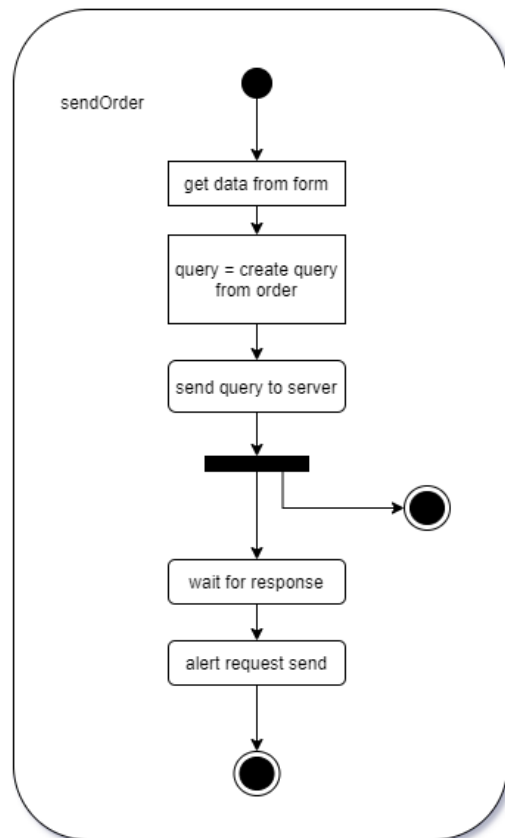 sendOrder
get data from form
query = create query
from order
send query to server
wait for response
alert request send